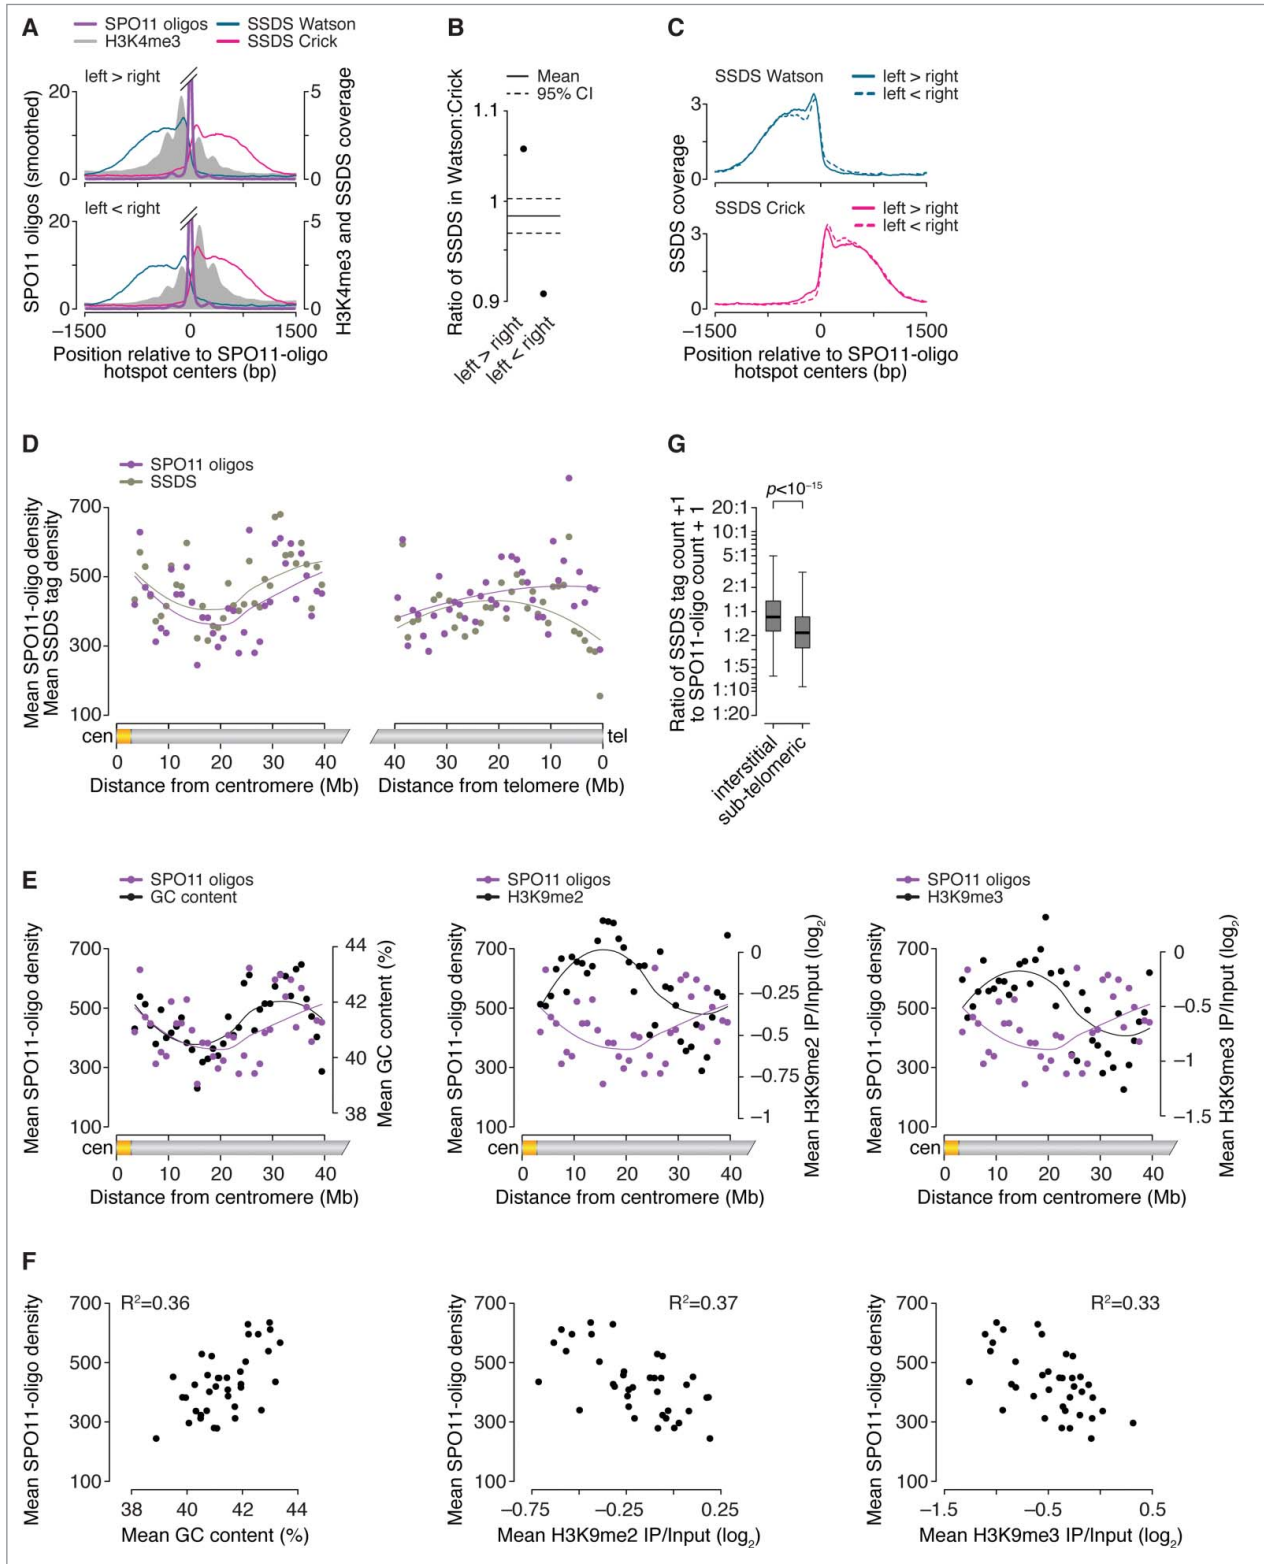 A
SPO11 oligos
H3K4me3
SSDS Watson
SSDS Crick
left > right
20
0
5
0
left < right
20
0
5
0
SPO11 oligos (smoothed)
H3K4me3 and SSDS coverage
−1500 0 1500
Position relative to SPO11-oligo
hotspot centers (bp)
B
Mean
95% CI
1.1
1
0.9
Ratio of SSDS in Watson:Crick
left > right
left < right
C
SSDS Watson
left > right
left < right
3
0
SSDS Crick
left > right
left < right
3
0
SSDS coverage
−1500 0 1500
Position relative to SPO11-oligo
hotspot centers (bp)
D
SPO11 oligos
SSDS
Mean SPO11-oligo density
Mean SSDS tag density
700
500
300
100
cen
tel
0 10 20 30 40
40 30 20 10 0
Distance from centromere (Mb)
Distance from telomere (Mb)
G
p<10−15
Ratio of SSDS tag count +1
to SPO11-oligo count + 1
20:1
10:1
5:1
2:1
1:1
1:2
1:5
1:10
1:20
interstitial
sub-telomeric
E
SPO11 oligos
GC content
Mean SPO11-oligo density
700
500
300
100
44
42
40
38
Mean GC content (%)
cen
0 10 20 30 40
Distance from centromere (Mb)
SPO11 oligos
H3K9me2
Mean SPO11-oligo density
700
500
300
100
0
−0.25
−0.5
−0.75
−1
Mean H3K9me2 IP/Input (log2)
cen
0 10 20 30 40
Distance from centromere (Mb)
SPO11 oligos
H3K9me3
Mean SPO11-oligo density
700
500
300
100
0
−0.5
−1
−1.5
Mean H3K9me3 IP/Input (log2)
cen
0 10 20 30 40
Distance from centromere (Mb)
F
R2=0.36
Mean SPO11-oligo density
700
500
300
100
38 40 42 44
Mean GC content (%)
R2=0.37
Mean SPO11-oligo density
700
500
300
100
−0.75 −0.25 0.25
Mean H3K9me2 IP/Input (log2)
R2=0.33
Mean SPO11-oligo density
700
500
300
100
−1.5 −0.5 0.5
Mean H3K9me3 IP/Input (log2)